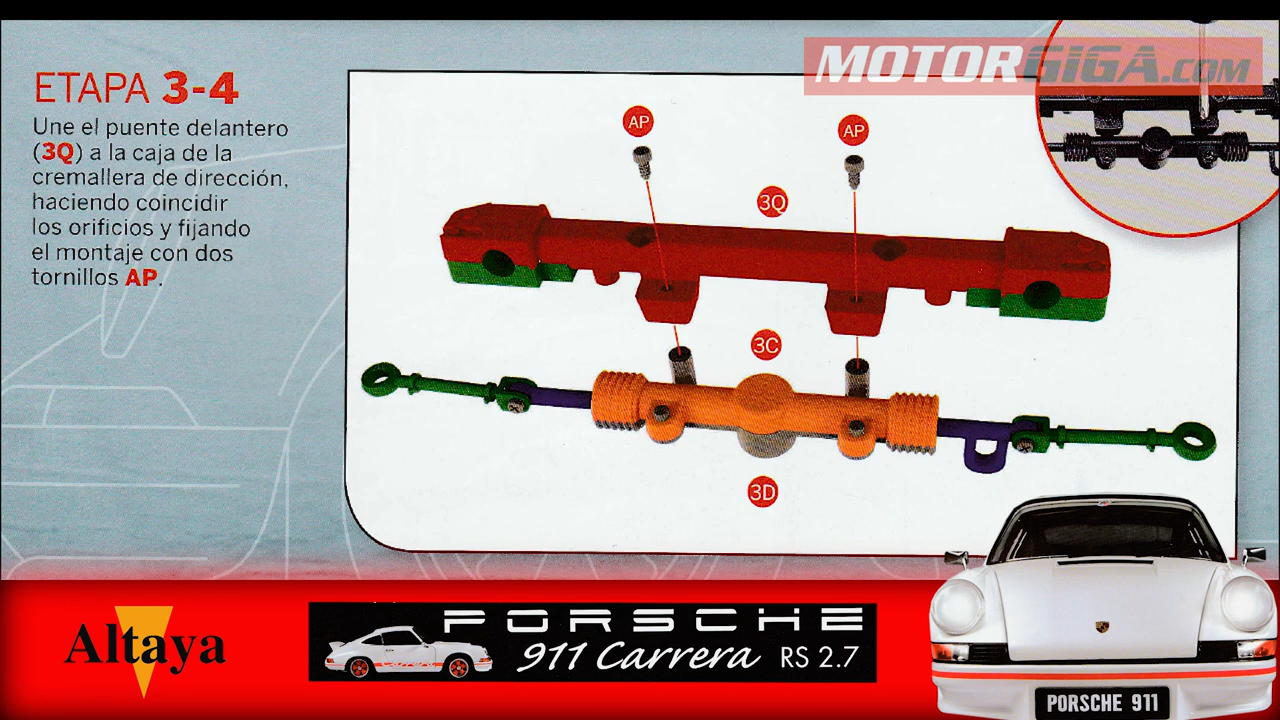 MOTORGIGA.COM
ETAPA 3-4
Une el puente delantero
(3Q) a la caja de la
cremallera de dirección,
haciendo coincidir
los orificios y fijando
el montaje con dos
tornillos AP.
AP
AP
3Q
3C
3D
Altaya
PORSCHE
911 Carrera RS 2.7
PORSCHE 911